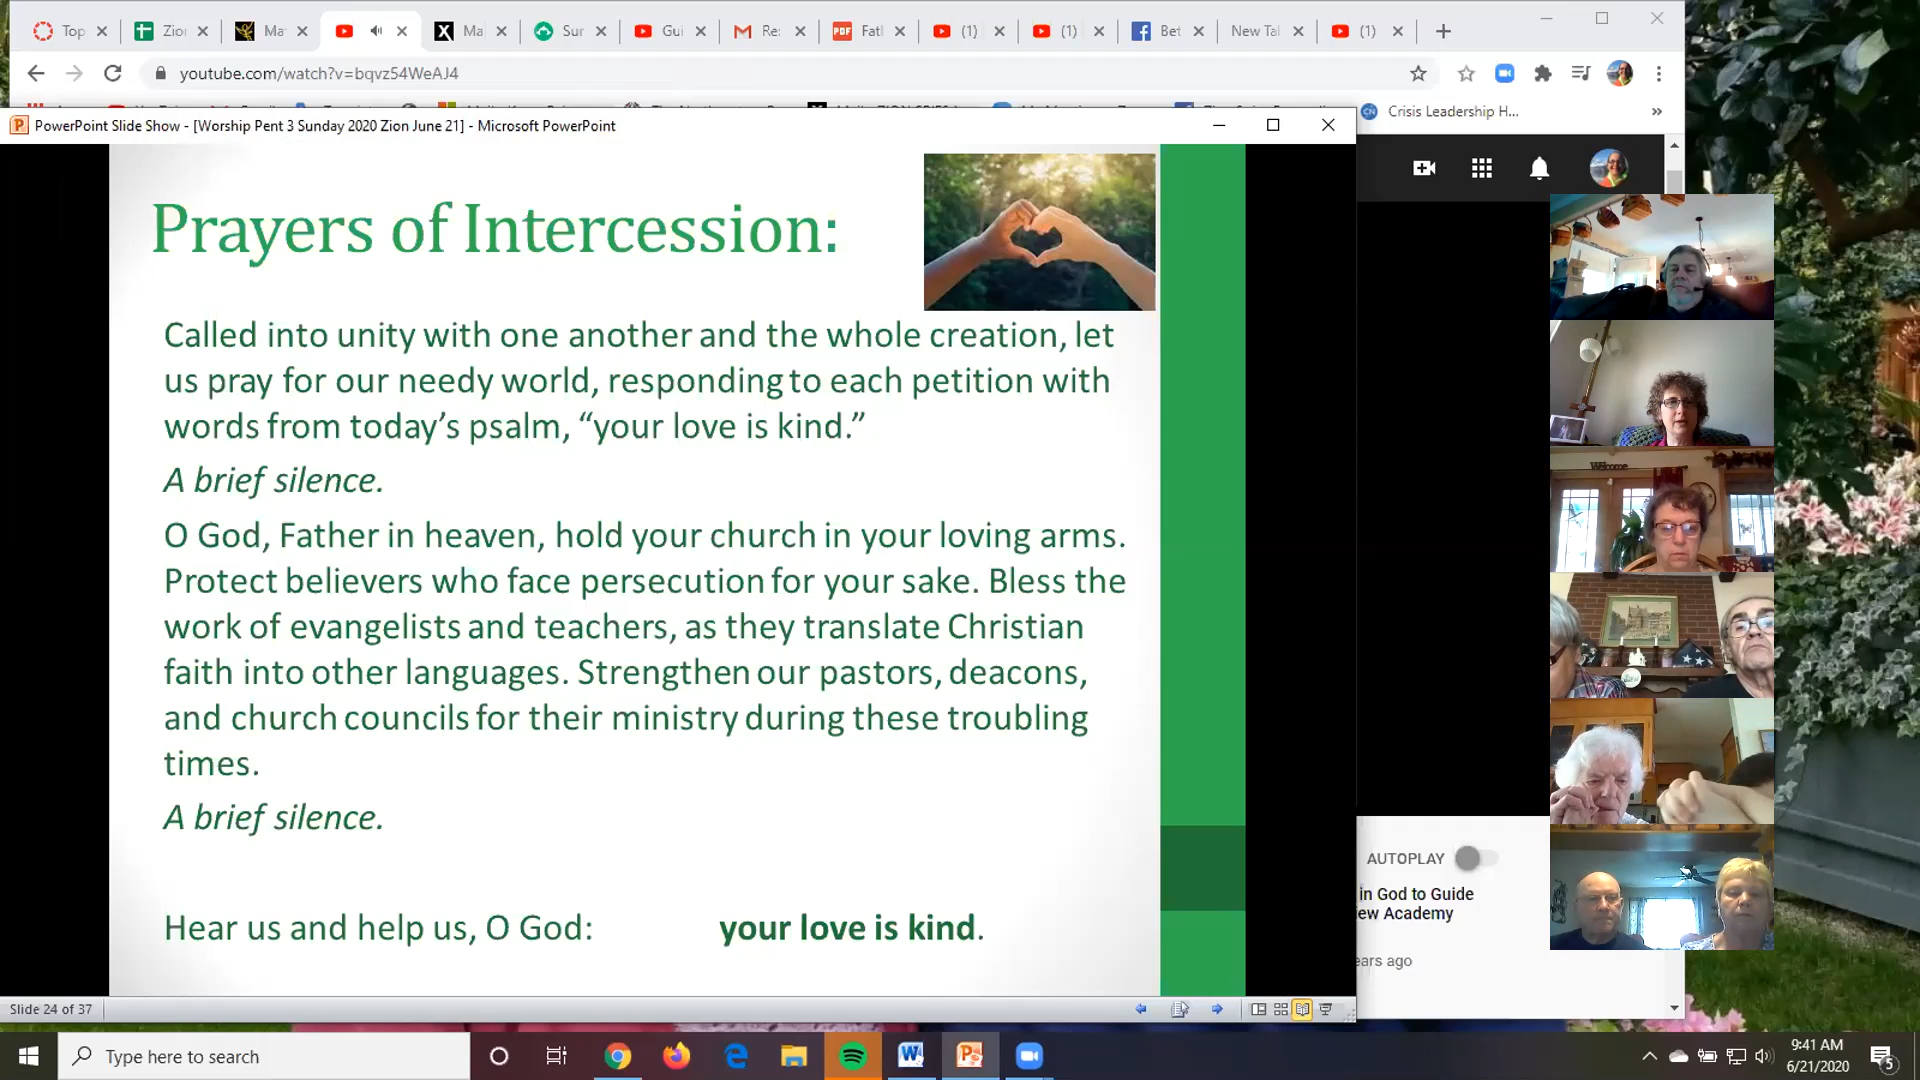 Top
Zion
Ma
Ma
Sur
Gui
Re:
PDF
Fatl
(1)
(1)
Bet
New Tal
(1)
youtube.com/watch?v=bqvz54WeAJ4
Crisis Leadership H...
PowerPoint Slide Show - [Worship Pent 3 Sunday 2020 Zion June 21] - Microsoft PowerPoint
Prayers of Intercession:
Called into unity with one another and the whole creation, let
us pray for our needy world, responding to each petition with
words from today’s psalm, “your love is kind.”
A brief silence.
O God, Father in heaven, hold your church in your loving arms.
Protect believers who face persecution for your sake. Bless the
work of evangelists and teachers, as they translate Christian
faith into other languages. Strengthen our pastors, deacons,
and church councils for their ministry during these troubling
times.
A brief silence.
Hear us and help us, O God: your love is kind.
Welcome
AUTOPLAY
in God to Guide
ew Academy
ears ago
Slide 24 of 37
Type here to search
9:41 AM
6/21/2020
5